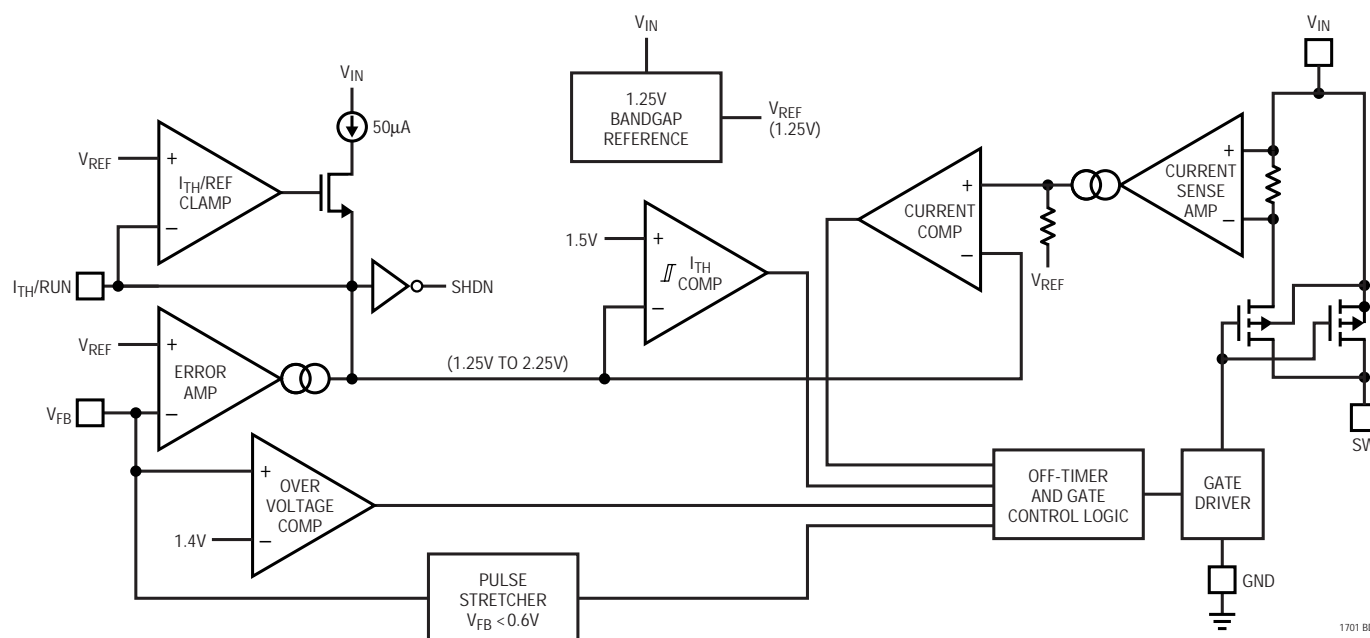 VIN
50µA
VREF
+
ITH/REF
CLAMP
−
ITH/RUN
SHDN
VREF
+
ERROR
AMP
−
VFB
(1.25V TO 2.25V)
+
OVER
VOLTAGE
COMP
1.4V
−
PULSE
STRETCHER
VFB < 0.6V
VIN
1.25V
BANDGAP
REFERENCE
VREF
(1.25V)
1.5V
+
ITH
COMP
−
+
CURRENT
COMP
−
VREF
+
CURRENT
SENSE
AMP
−
VIN
SW
OFF-TIMER
AND GATE
CONTROL LOGIC
GATE
DRIVER
GND